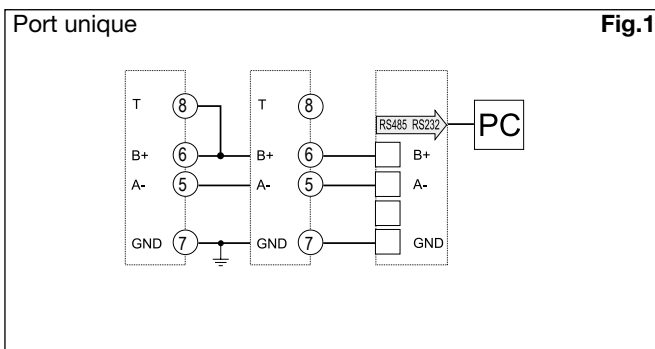 Port unique Fig.1
T 8 T 8
RS485 RS232 PC
B+ 6 B+ 6 B+
A- 5 A- 5 A-
GND 7 GND 7 GND